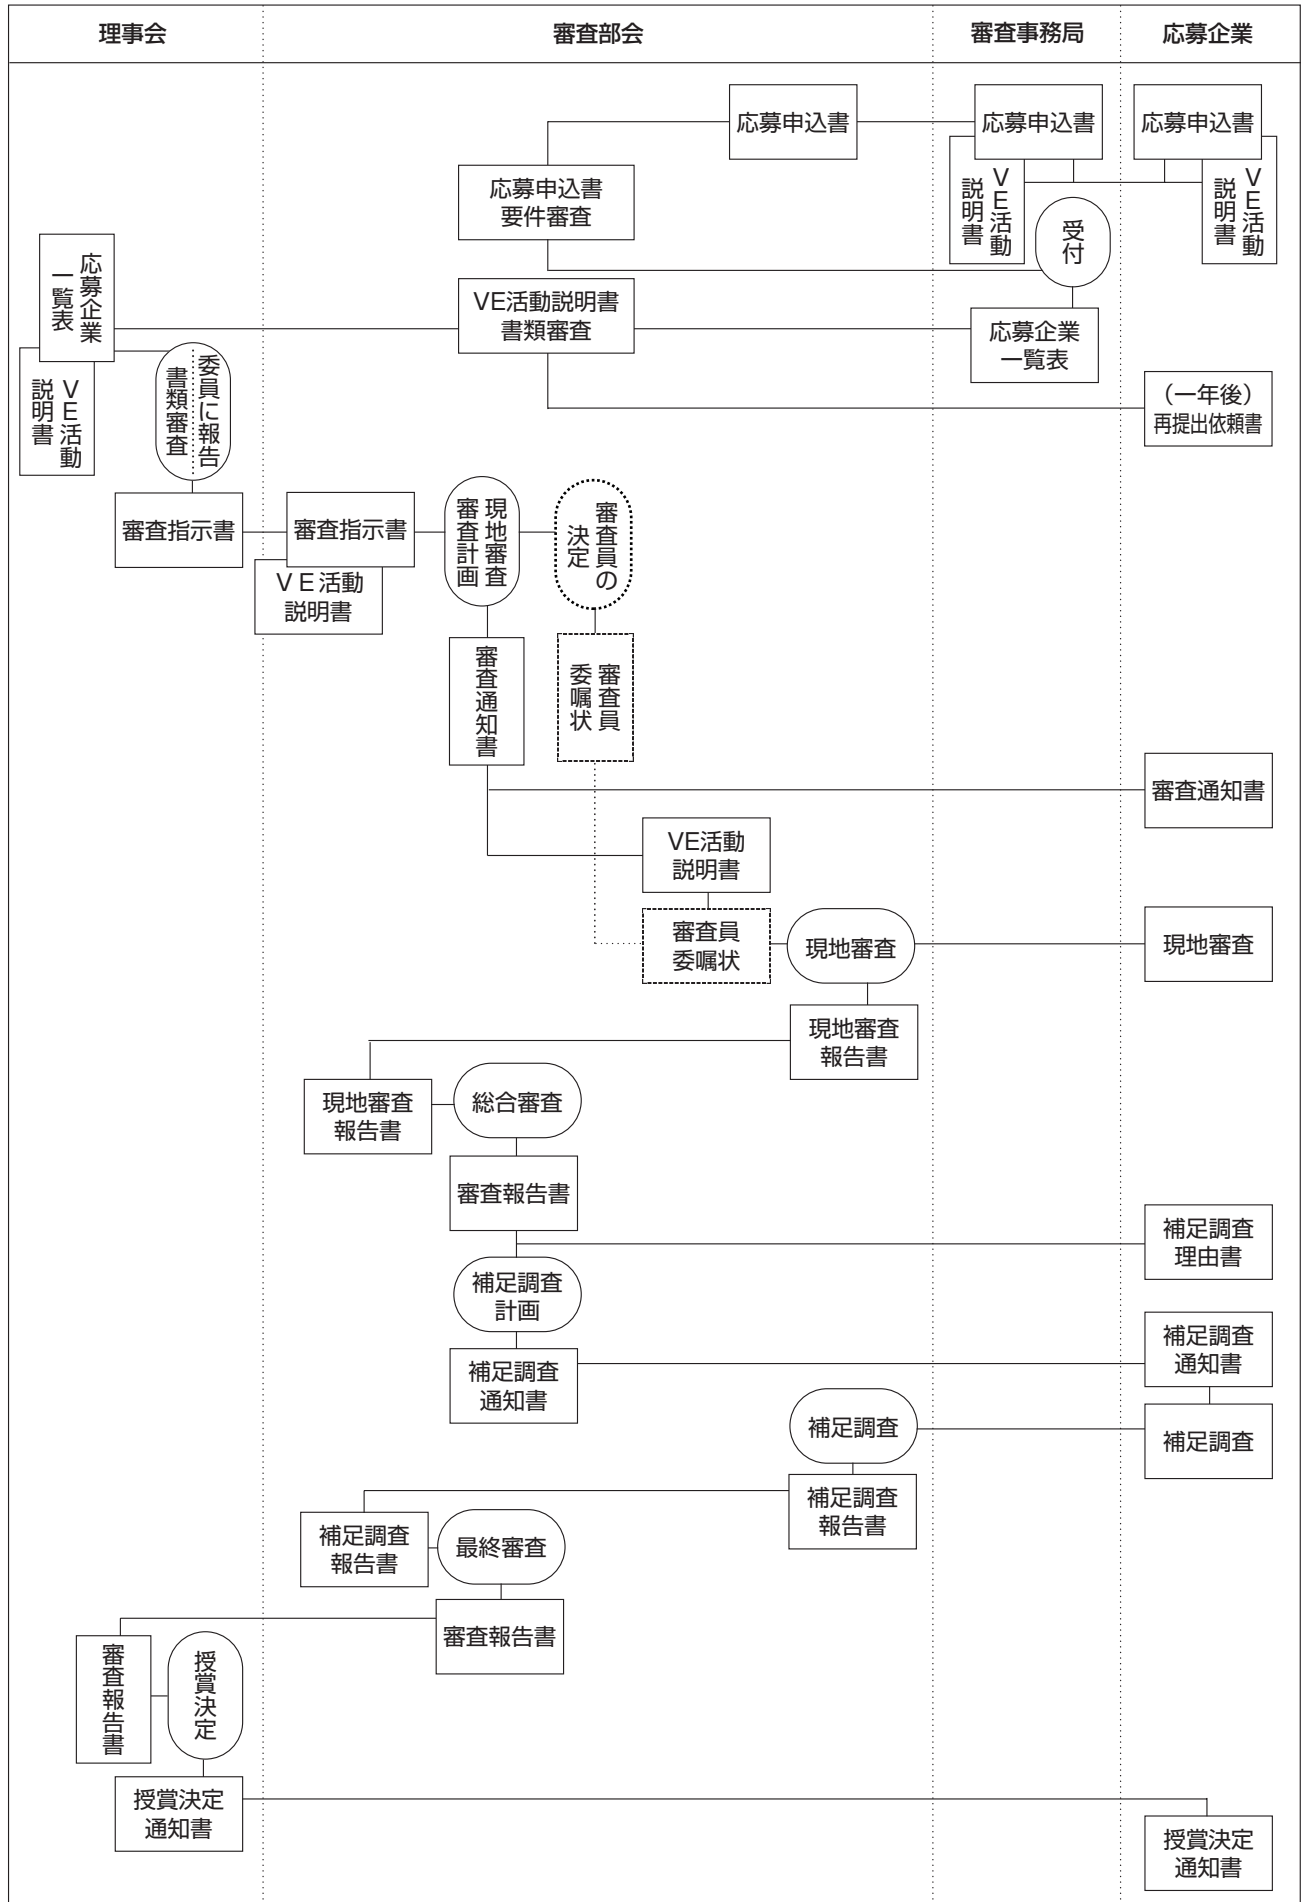 理事会
審査部会
審査事務局
応募企業
応募申込書
応募申込書
応募申込書
VE活動
説明書
VE活動
説明書
応募申込書
要件審査
受付
応募企業
一覧表
VE活動説明書
書類審査
応募企業
一覧表
VE活動
説明書
委員に報告
書類審査
(一年後)
再提出依頼書
審査指示書
審査指示書
VE活動
説明書
現地審査
審査計画
審査員の
決定
審査通知書
審査員
委嘱状
審査通知書
VE活動
説明書
審査員
委嘱状
現地審査
現地審査
現地審査
報告書
現地審査
報告書
総合審査
審査報告書
補足調査
理由書
補足調査
計画
補足調査
通知書
補足調査
通知書
補足調査
補足調査
補足調査
報告書
補足調査
報告書
最終審査
審査報告書
審査報告書
授賞決定
授賞決定
通知書
授賞決定
通知書